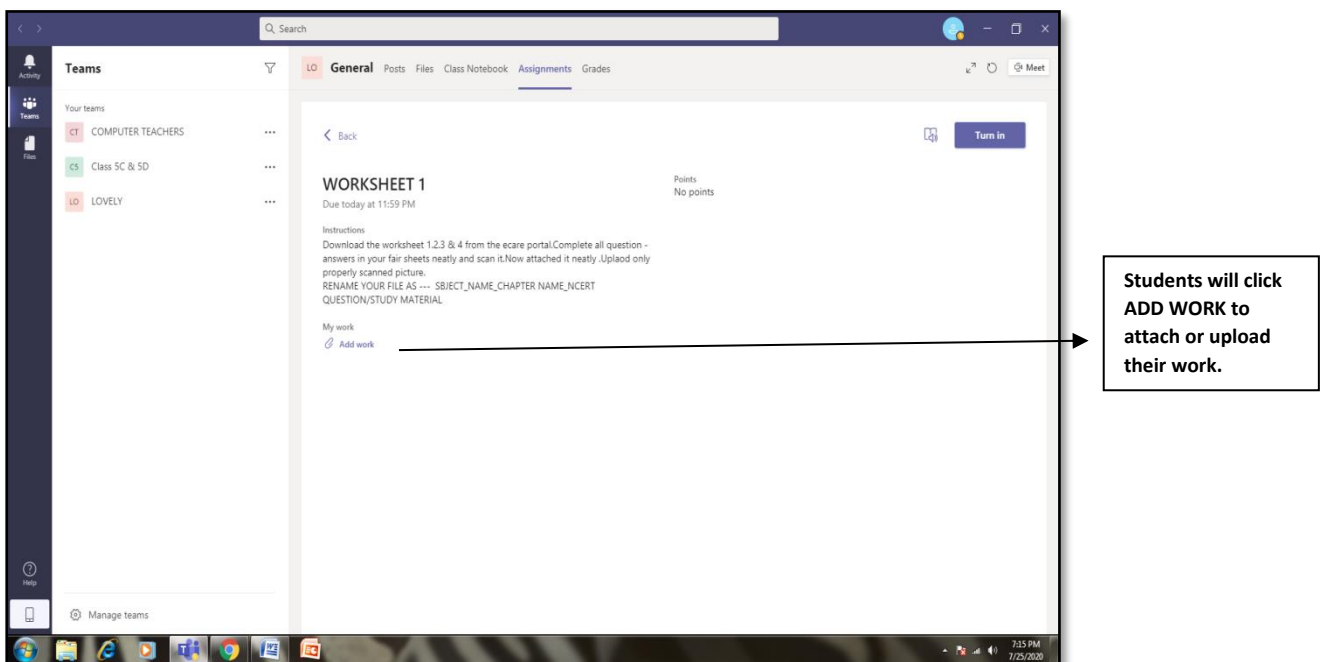 Search
Activity
Teams
Files
Help
Teams
Your teams
CT COMPUTER TEACHERS ...
C5 Class 5C & 5D ...
LO LOVELY ...
Manage teams
LO General Posts Files Class Notebook Assignments Grades
Meet
Back
Turn in
WORKSHEET 1
Due today at 11:59 PM
Points
No points
Instructions
Download the worksheet 1.2.3 & 4 from the ecare portal.Complete all question -
answers in your fair sheets neatly and scan it.Now attached it neatly .Uplaod only
properly scanned picture.
RENAME YOUR FILE AS --- SBJECT_NAME_CHAPTER NAME_NCERT
QUESTION/STUDY MATERIAL
My work
Add work
Students will click
ADD WORK to
attach or upload
their work.
7:15 PM
7/25/2020